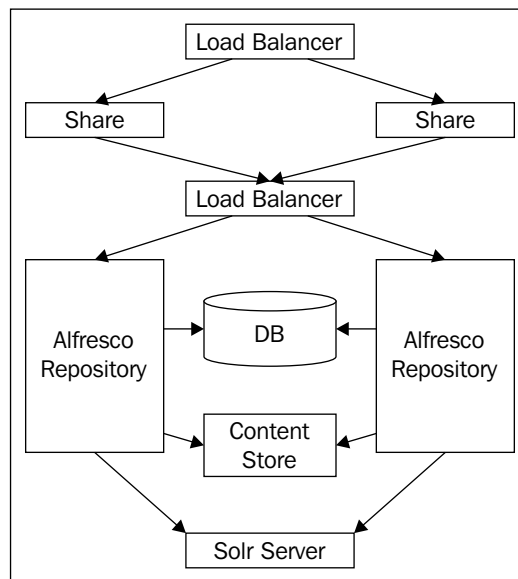 Load Balancer
Share
Share
Load Balancer
Alfresco
Repository
DB
Alfresco
Repository
Content
Store
Solr Server